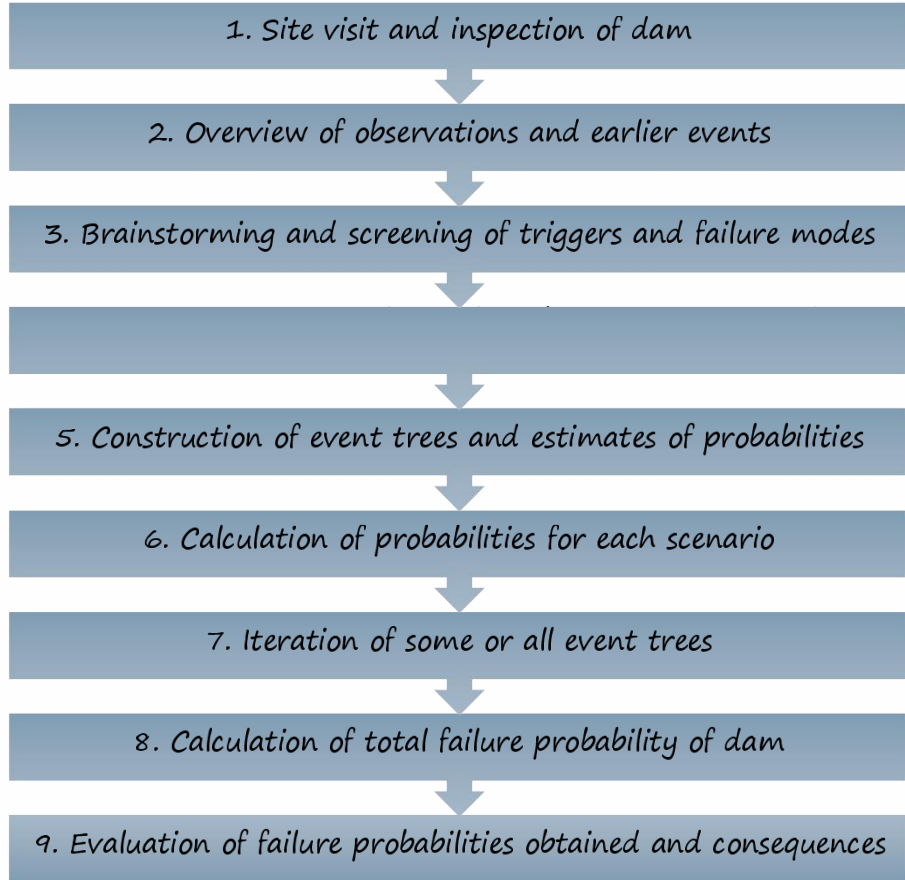 1. Site visit and inspection of dam
2. Overview of observations and earlier events
3. Brainstorming and screening of triggers and failure modes
5. Construction of event trees and estimates of probabilities
6. Calculation of probabilities for each scenario
7. Iteration of some or all event trees
8. Calculation of total failure probability of dam
9. Evaluation of failure probabilities obtained and consequences